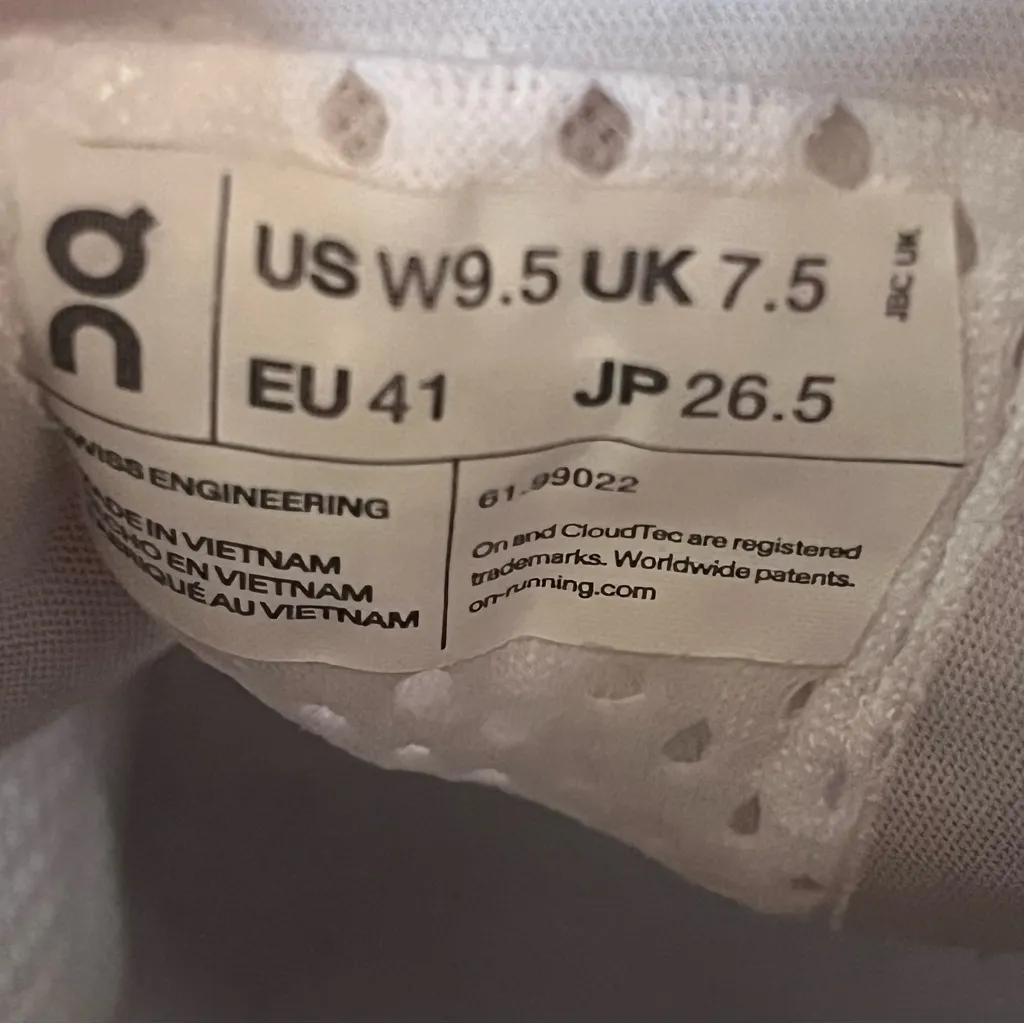 On
US W9.5 UK 7.5
JBC UK
EU 41 JP 26.5
SWISS ENGINEERING
MADE IN VIETNAM
HECHO EN VIETNAM
FABRIQUÉ AU VIETNAM
61.99022
On and CloudTec are registered
trademarks. Worldwide patents.
on-running.com